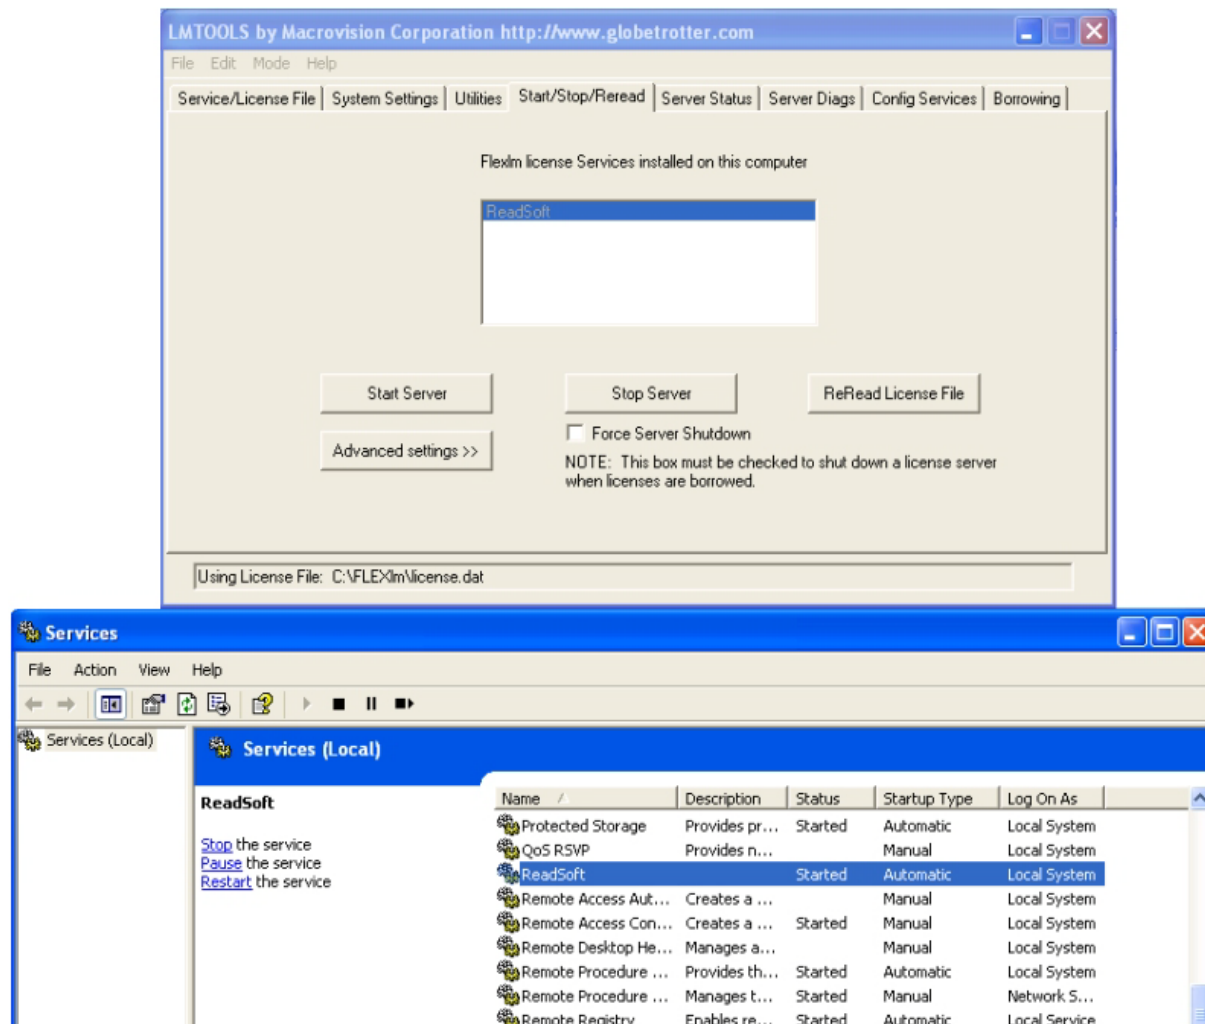 LMTOOLS by Macrovision Corporation http://www.globetrotter.com
File Edit Mode Help
Service/License File System Settings Utilities Start/Stop/Reread Server Status Server Diags Config Services Borrowing
Flexlm license Services installed on this computer
ReadSoft
Start Server Stop Server ReRead License File
Force Server Shutdown
Advanced settings >>
NOTE: This box must be checked to shut down a license server
when licenses are borrowed.
Using License File: C:\FLEXlm\license.dat
Services
File Action View Help
Services (Local)
Services (Local)
ReadSoft
Stop the service
Pause the service
Restart the service
Name Description Status Startup Type Log On As
Protected Storage Provides pr... Started Automatic Local System
QoS RSVP Provides n... Manual Local System
ReadSoft Started Automatic Local System
Remote Access Aut... Creates a ... Manual Local System
Remote Access Con... Creates a ... Started Manual Local System
Remote Desktop He... Manages a... Manual Local System
Remote Procedure ... Provides th... Started Automatic Local System
Remote Procedure ... Manages t... Started Manual Network S...
Remote Registry Enables re... Started Automatic Local Service